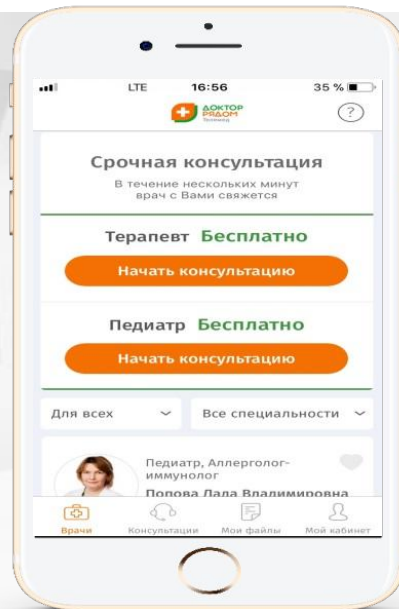 LTE 16:56 35 %
ДОКТОР
РЯДОМ
Телемед
?
Срочная консультация
В течение нескольких минут
врач с Вами свяжется
Терапевт Бесплатно
Начать консультацию
Педиатр Бесплатно
Начать консультацию
Для всех Все специальности
Педиатр, Аллерголог-
иммунолог
Попова Лада Владимировна
Врачи Консультации Мои файлы Мой кабинет